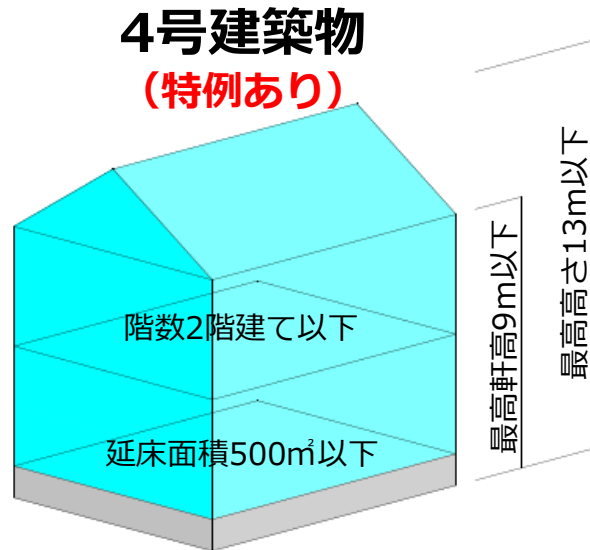 4号建築物
（特例あり）
階数2階建て以下
延床面積500㎡以下
最高軒高9m以下
最高高さ13m以下